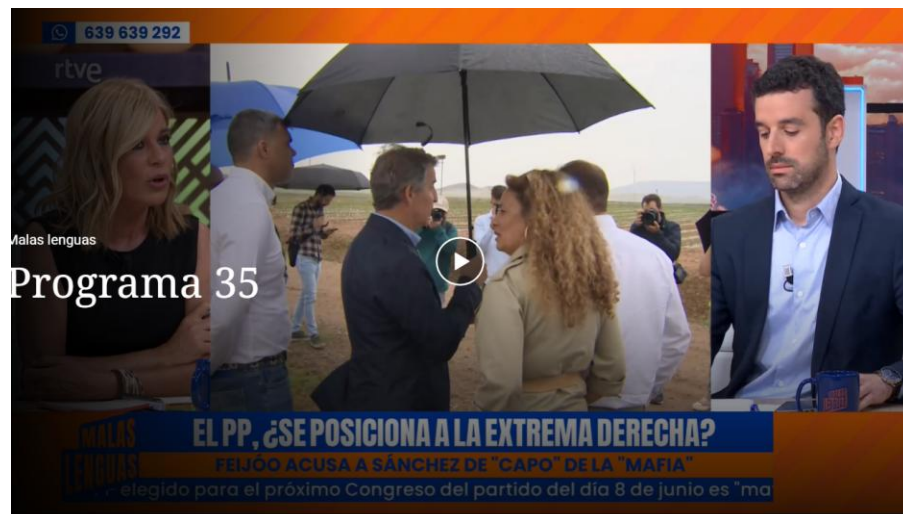 639 639 292
rtve
Malas lenguas
Programa 35
MALAS
LENGUAS
EL PP, ¿SE POSICIONA A LA EXTREMA DERECHA?
FEIJÓO ACUSA A SÁNCHEZ DE "CAPO" DE LA "MAFIA"
elegido para el próximo Congreso del partido del día 8 de junio es "ma